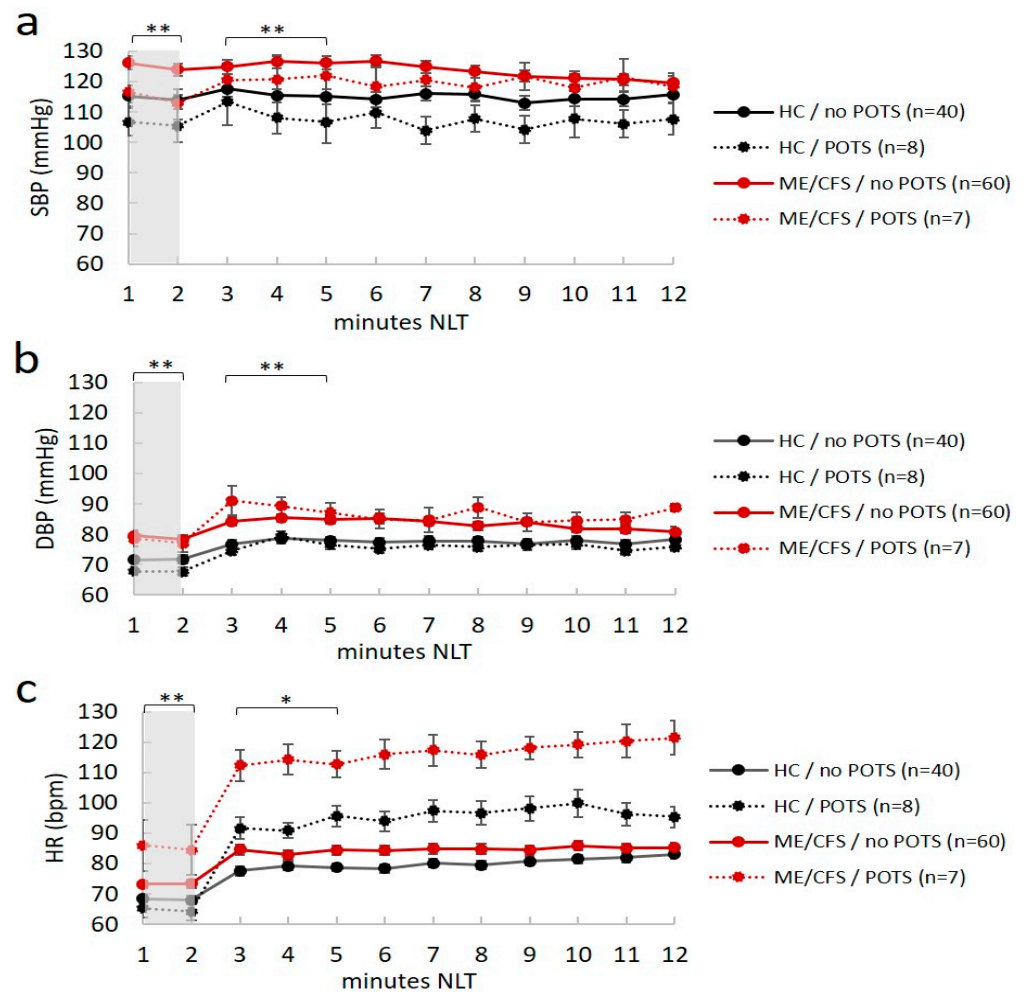 a
** **
130
120
110
100
90
80
70
60
SBP (mmHg)
1 2 3 4 5 6 7 8 9 10 11 12
minutes NLT
HC / no POTS (n=40)
HC / POTS (n=8)
ME/CFS / no POTS (n=60)
ME/CFS / POTS (n=7)
b
** **
130
120
110
100
90
80
70
60
DBP (mmHg)
1 2 3 4 5 6 7 8 9 10 11 12
minutes NLT
HC / no POTS (n=40)
HC / POTS (n=8)
ME/CFS / no POTS (n=60)
ME/CFS / POTS (n=7)
c
** *
130
120
110
100
90
80
70
60
HR (bpm)
1 2 3 4 5 6 7 8 9 10 11 12
minutes NLT
HC / no POTS (n=40)
HC / POTS (n=8)
ME/CFS / no POTS (n=60)
ME/CFS / POTS (n=7)